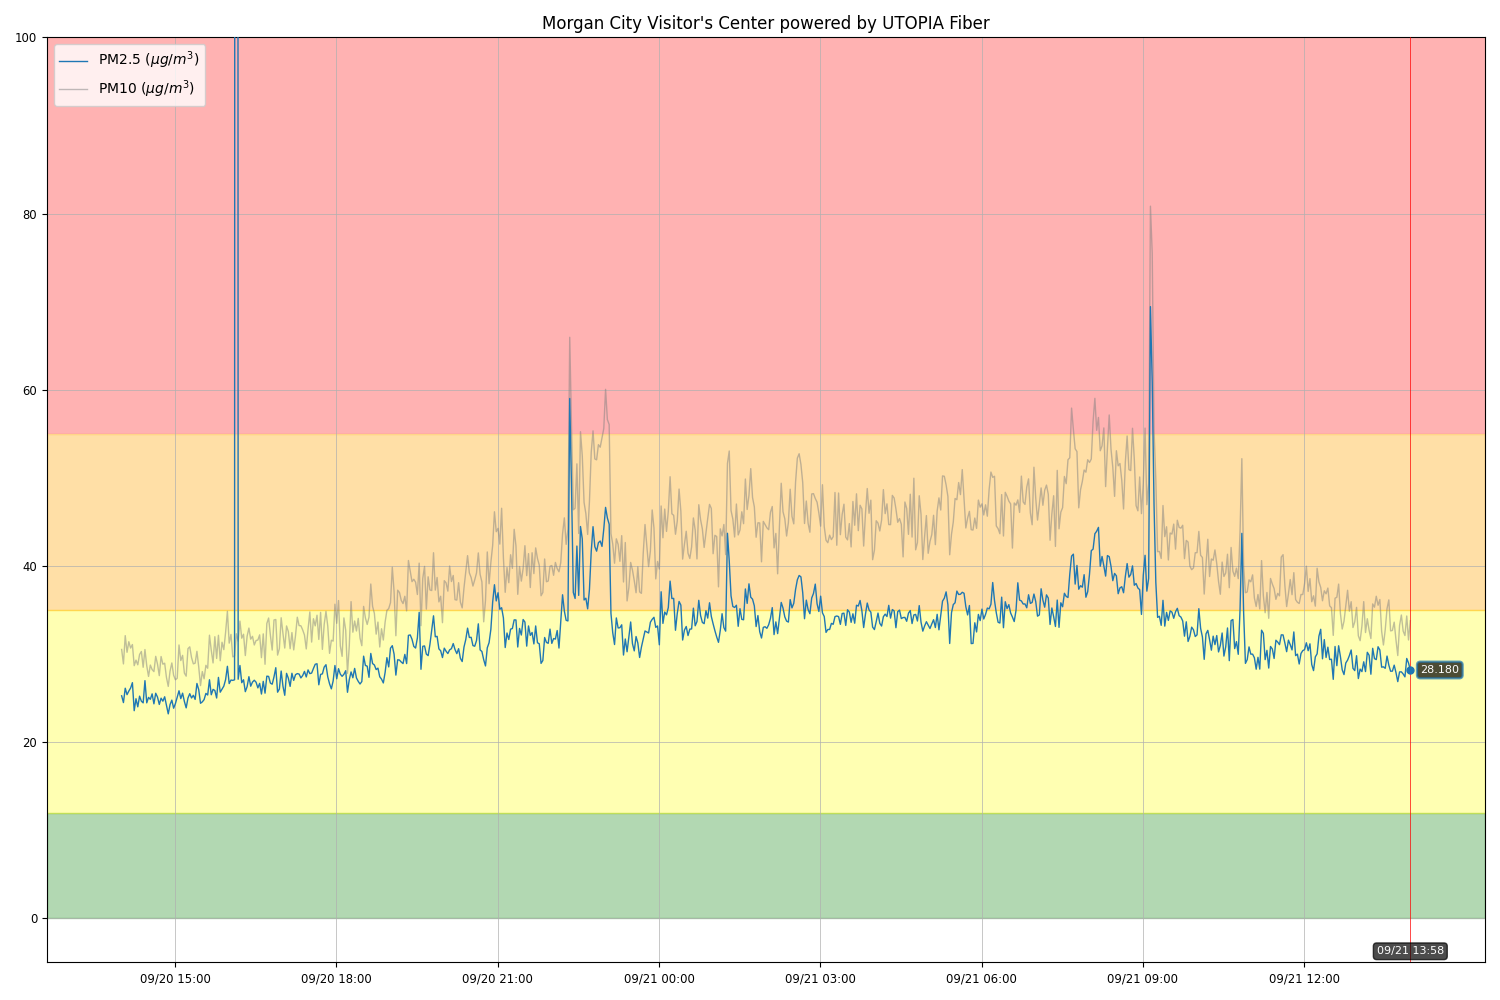 Morgan City Visitor's Center powered by UTOPIA Fiber
100
PM2.5 (μg/m³)
PM10 (μg/m³)
80
60
40
28.180
20
0
09/21 13:58
09/20 15:00 09/20 18:00 09/20 21:00 09/21 00:00 09/21 03:00 09/21 06:00 09/21 09:00 09/21 12:00